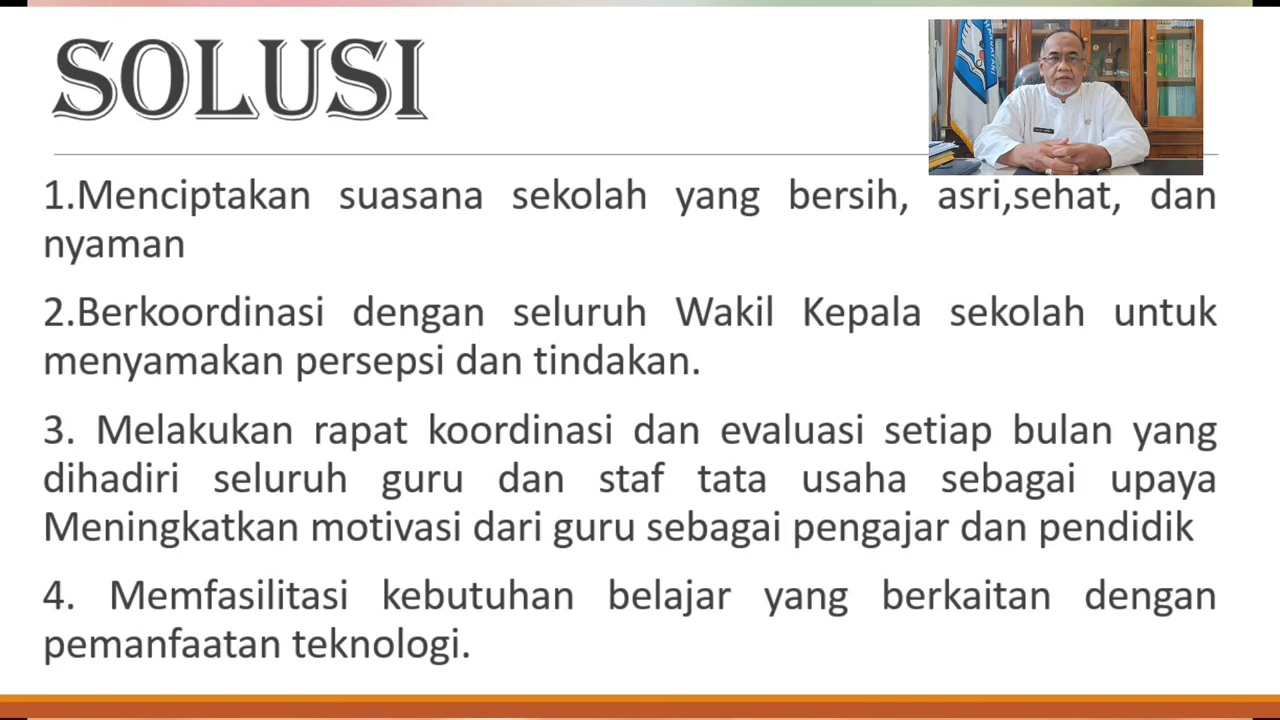 SOLUSI
1.Menciptakan suasana sekolah yang bersih, asri,sehat, dan
nyaman
2.Berkoordinasi dengan seluruh Wakil Kepala sekolah untuk
menyamakan persepsi dan tindakan.
3. Melakukan rapat koordinasi dan evaluasi setiap bulan yang
dihadiri seluruh guru dan staf tata usaha sebagai upaya
Meningkatkan motivasi dari guru sebagai pengajar dan pendidik
4. Memfasilitasi kebutuhan belajar yang berkaitan dengan
pemanfaatan teknologi.